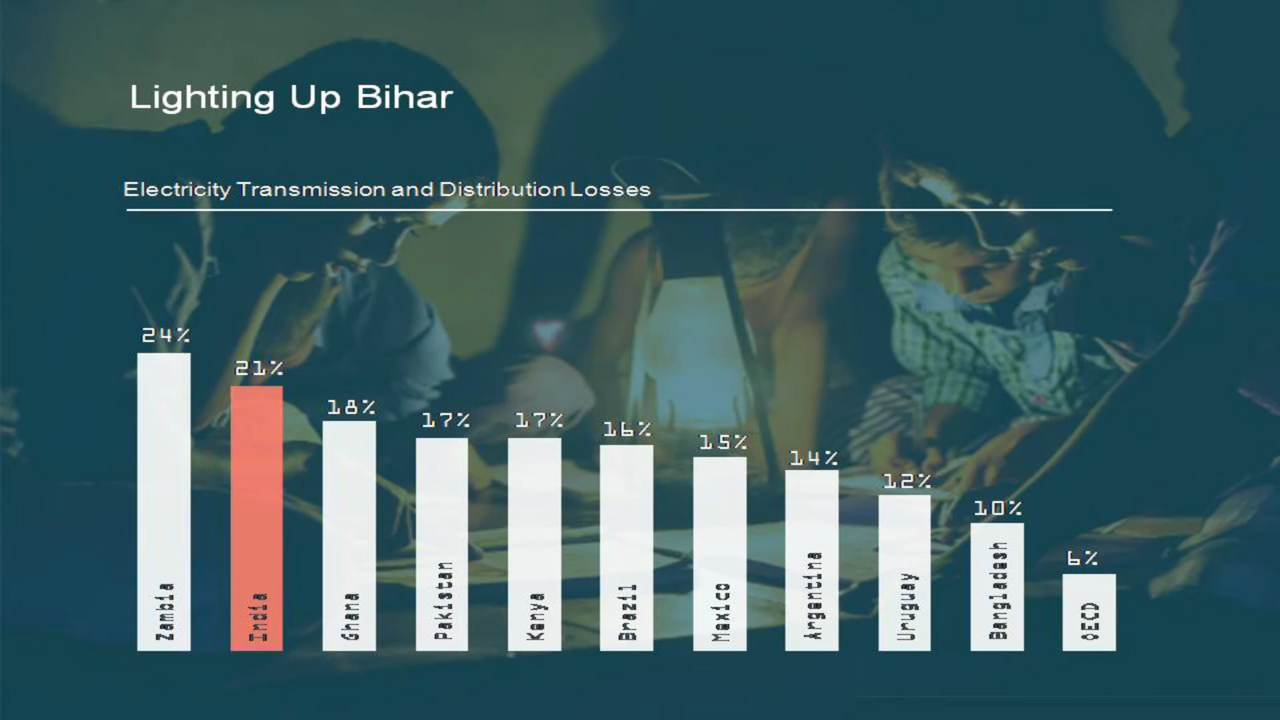 Lighting Up Bihar
Electricity Transmission and Distribution Losses
24%
21%
18%
17%
17%
16%
15%
14%
12%
10%
6%
Zambia
India
Ghana
Pakistan
Kenya
Brazil
Mexico
Argentina
Uruguay
Bangladesh
OECD